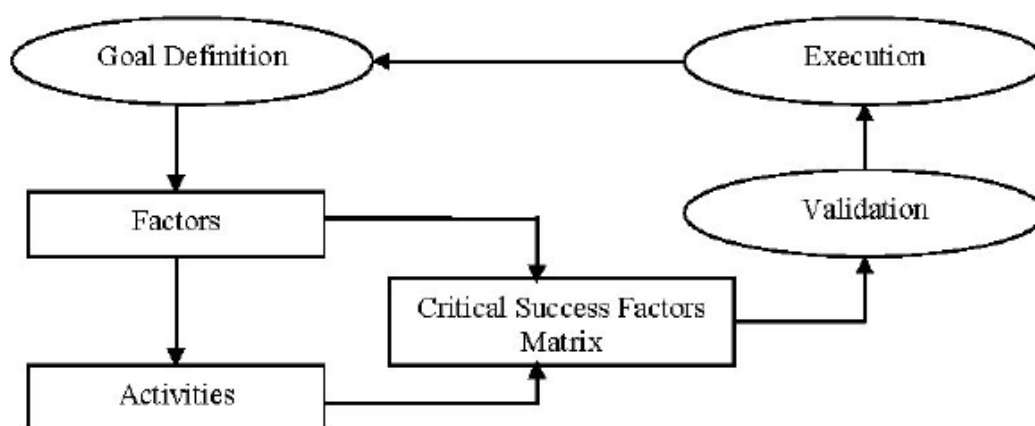 Goal Definition
Execution
Factors
Validation
Critical Success Factors
Matrix
Activities